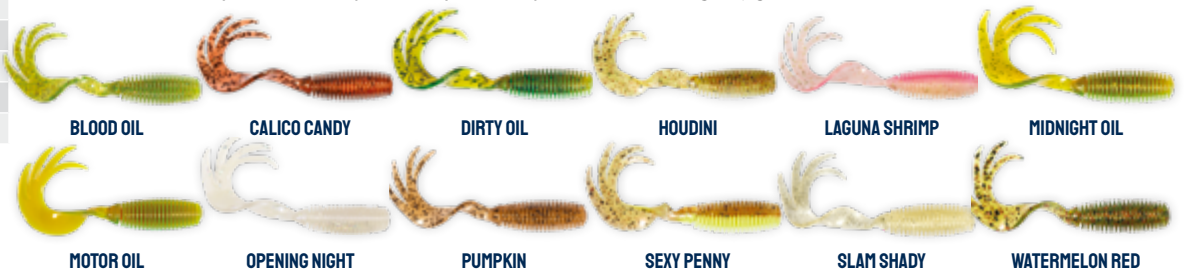 BLOOD OIL CALICO CANDY DIRTY OIL HOUDINI LAGUNA SHRIMP MIDNIGHT OIL
MOTOR OIL OPENING NIGHT PUMPKIN SEXY PENNY SLAM SHADY WATERMELON RED